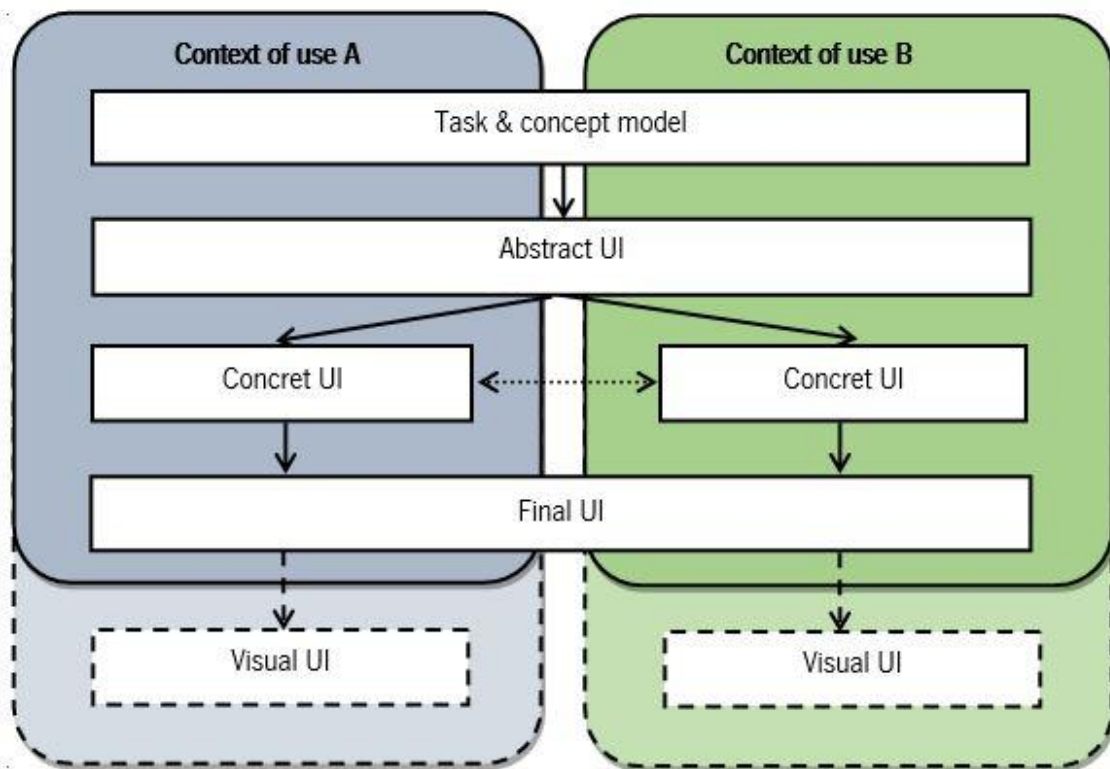 Context of use A
Context of use B
Task & concept model
Abstract UI
Concret UI
Concret UI
Final UI
Visual UI
Visual UI